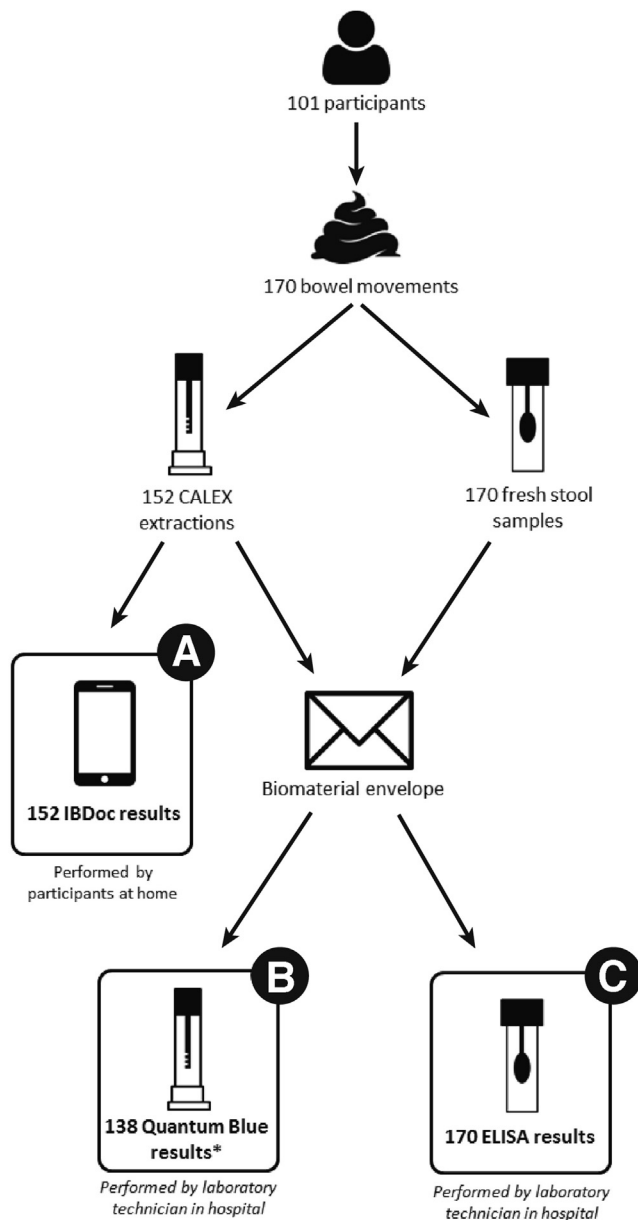 101 participants
170 bowel movements
152 CALEX
extractions
170 fresh stool
samples
A
152 IBDoc results
Performed by
participants at home
Biomaterial envelope
B
138 Quantum Blue
results*
Performed by laboratory
technician in hospital
C
170 ELISA results
Performed by laboratory
technician in hospital